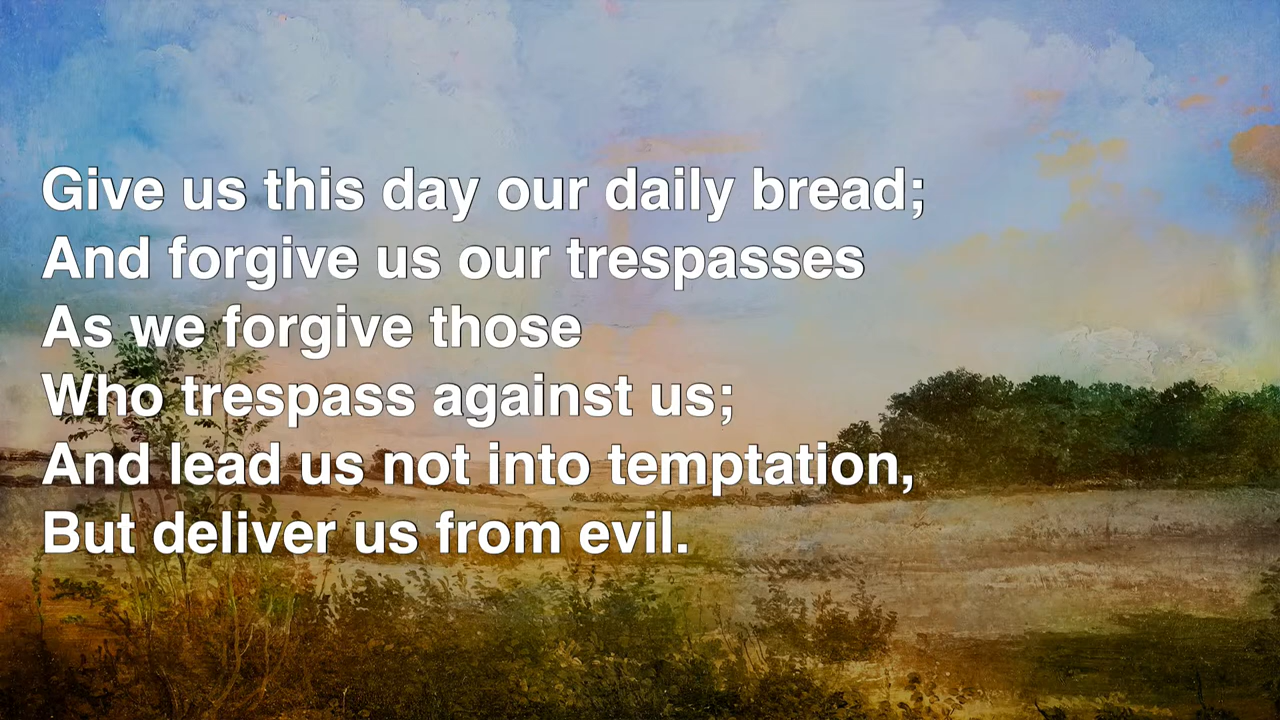 Give us this day our daily bread;
And forgive us our trespasses
As we forgive those
Who trespass against us;
And lead us not into temptation,
But deliver us from evil.